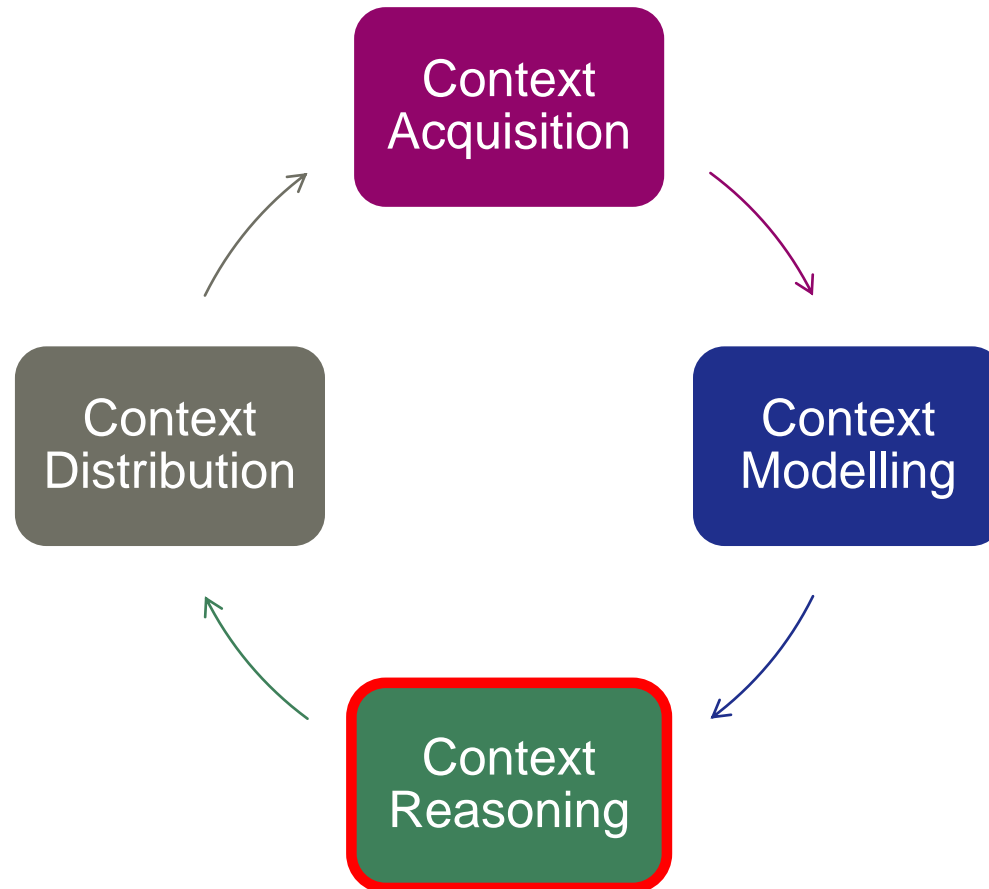 Context
Acquisition
Context
Modelling
Context
Reasoning
Context
Distribution